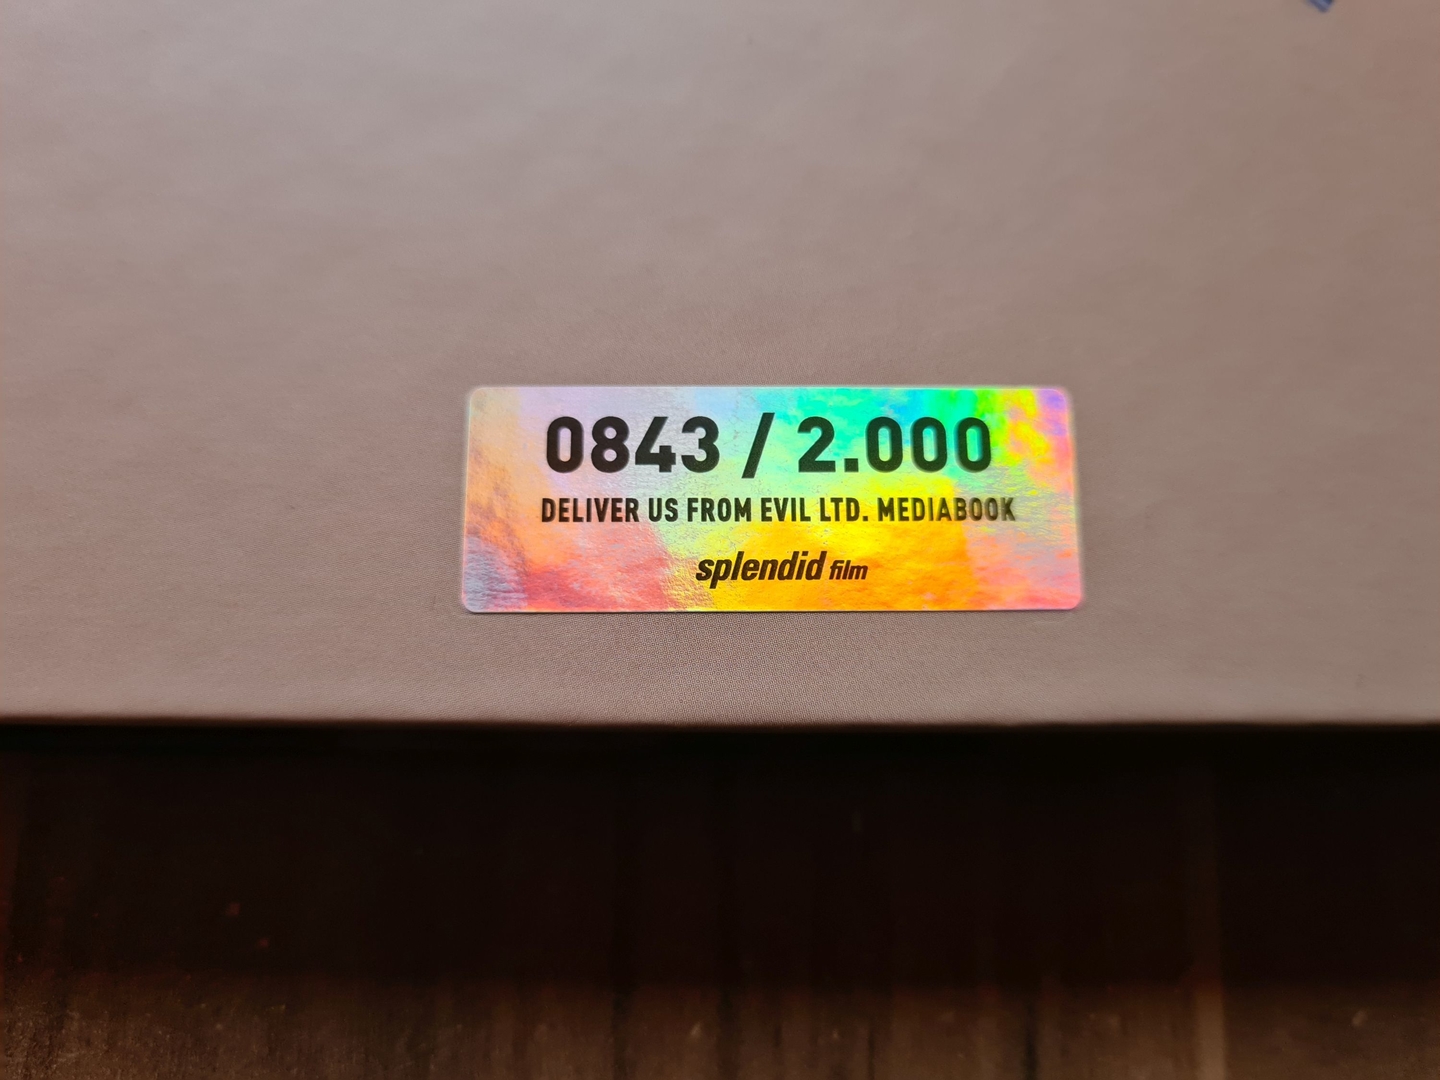 0843 / 2.000
DELIVER US FROM EVIL LTD. MEDIABOOK
splendid film